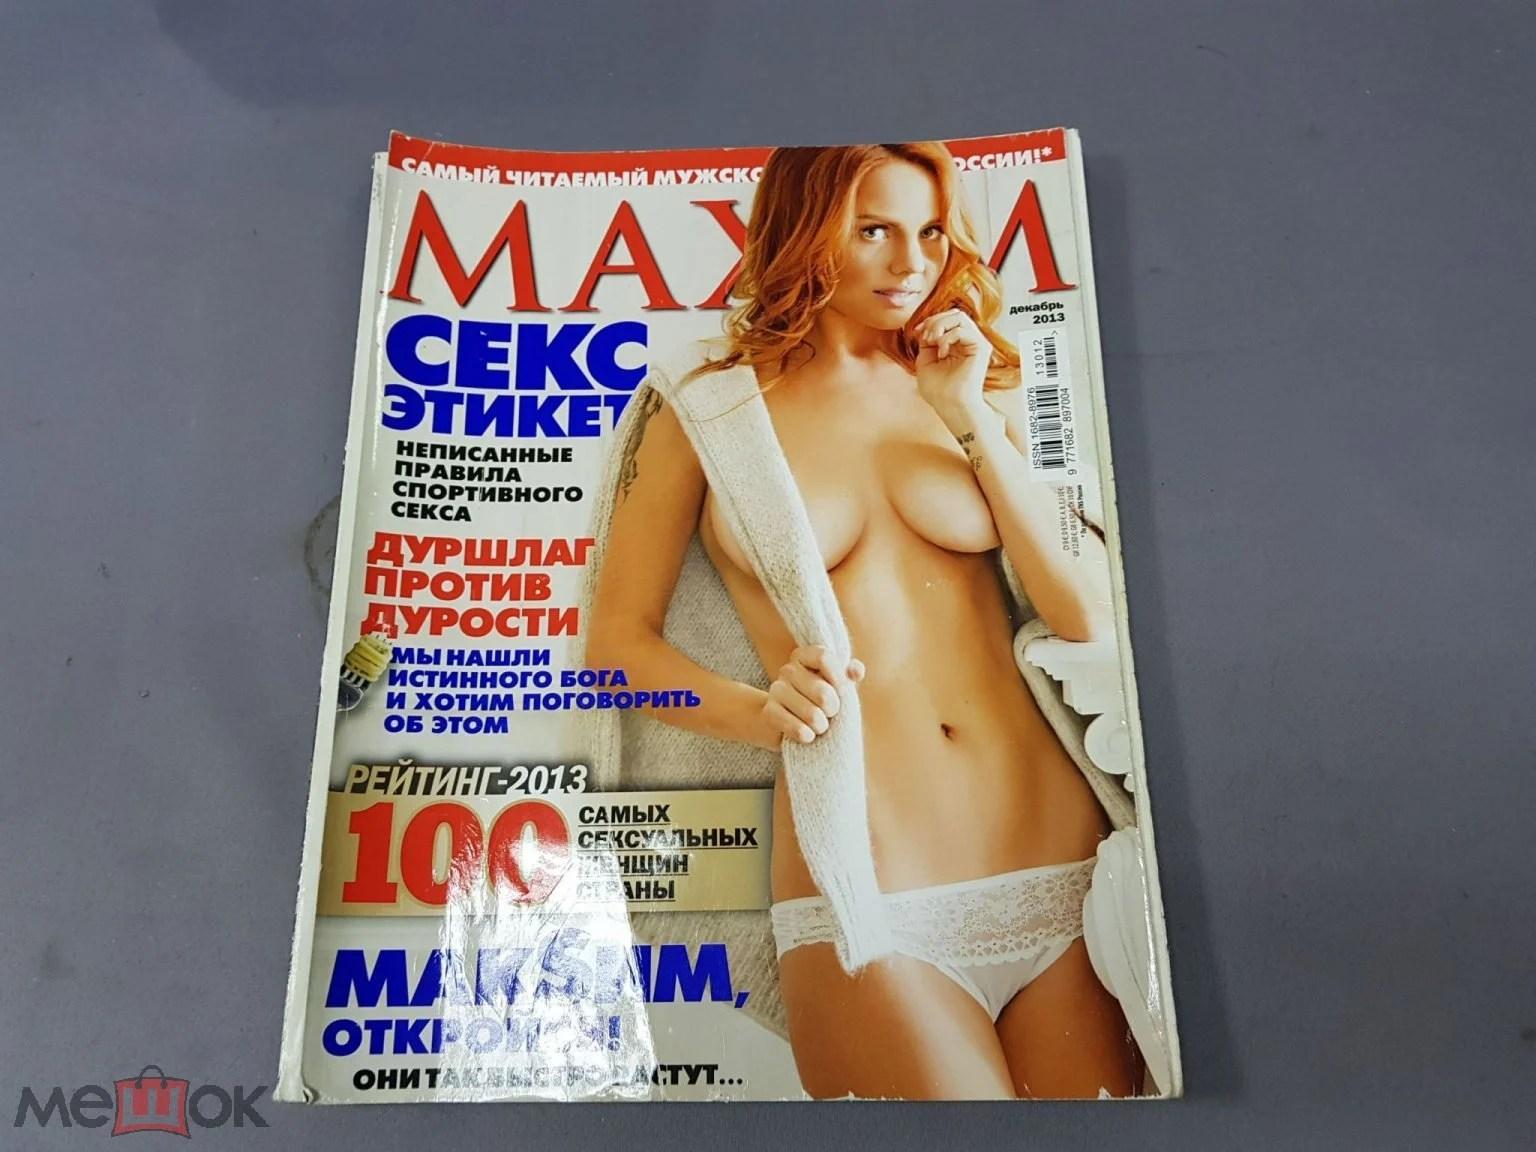 САМЫЙ ЧИТАЕМЫЙ МУЖСКО ОССИИ!*
MAXIM
декабрь
2013
СЕКС
ЭТИКЕТ
НЕПИСАННЫЕ
ПРАВИЛА
СПОРТИВНОГО
СЕКСА
ДУРШЛАГ
ПРОТИВ
ДУРОСТИ
МЫ НАШЛИ
ИСТИННОГО БОГА
И ХОТИМ ПОГОВОРИТЬ
ОБ ЭТОМ
РЕЙТИНГ-2013
100
САМЫХ
СЕКСУАЛЬНЫХ
ЖЕНЩИН
СТРАНЫ
МАКSИМ,
ОТКРОЙСЯ!
ОНИ ТАК БЫСТРО РАСТУТ...
ISSN 1682-8976
13012
9 771682 897004
мешок